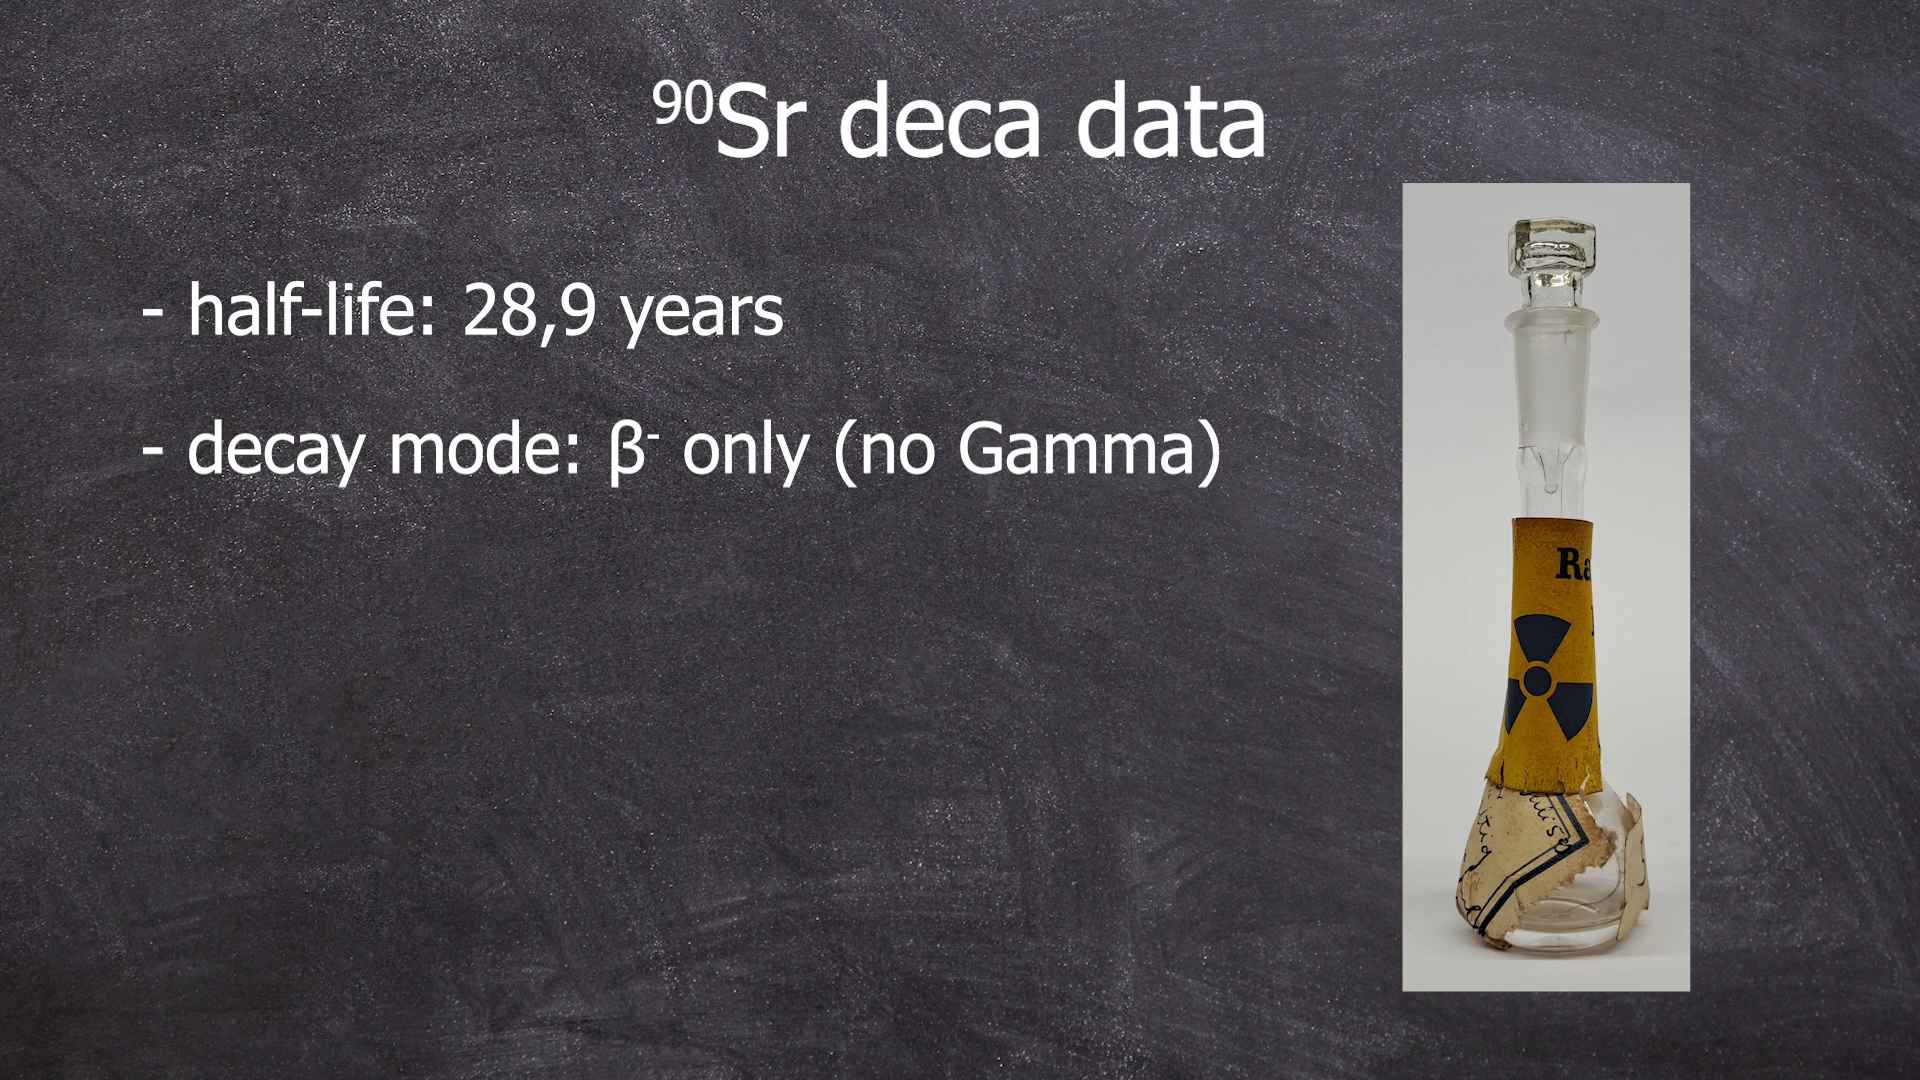 ⁹⁰Sr deca data
- half-life: 28,9 years
- decay mode: β⁻ only (no Gamma)
Ra